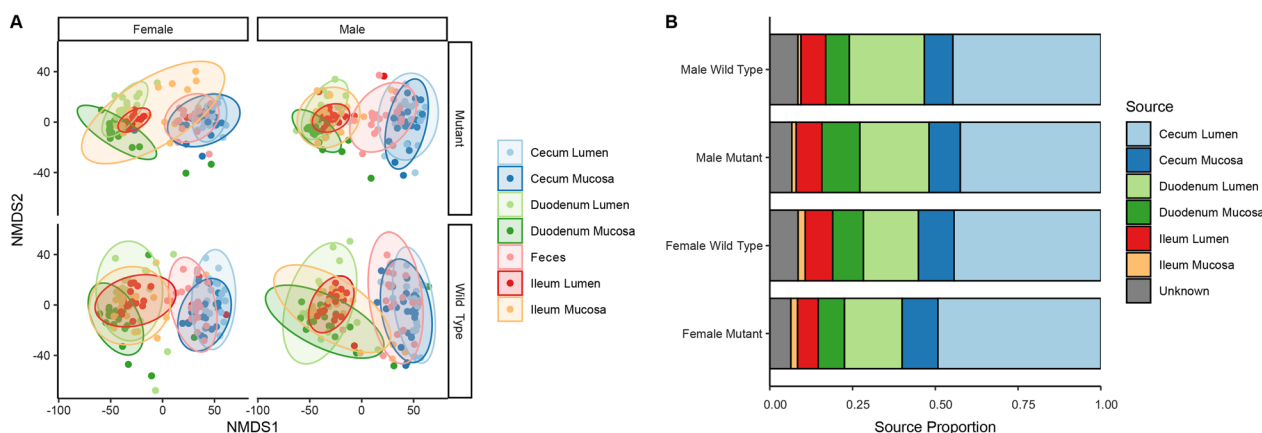 A
Female
Male
40
0
-40
Mutant
40
0
-40
Wild Type
-100
-50
0
50
-100
-50
0
50
NMDS1
NMDS2
Cecum Lumen
Cecum Mucosa
Duodenum Lumen
Duodenum Mucosa
Feces
Ileum Lumen
Ileum Mucosa
B
Male Wild Type
Male Mutant
Female Wild Type
Female Mutant
0.00
0.25
0.50
0.75
1.00
Source Proportion
Source
Cecum Lumen
Cecum Mucosa
Duodenum Lumen
Duodenum Mucosa
Ileum Lumen
Ileum Mucosa
Unknown